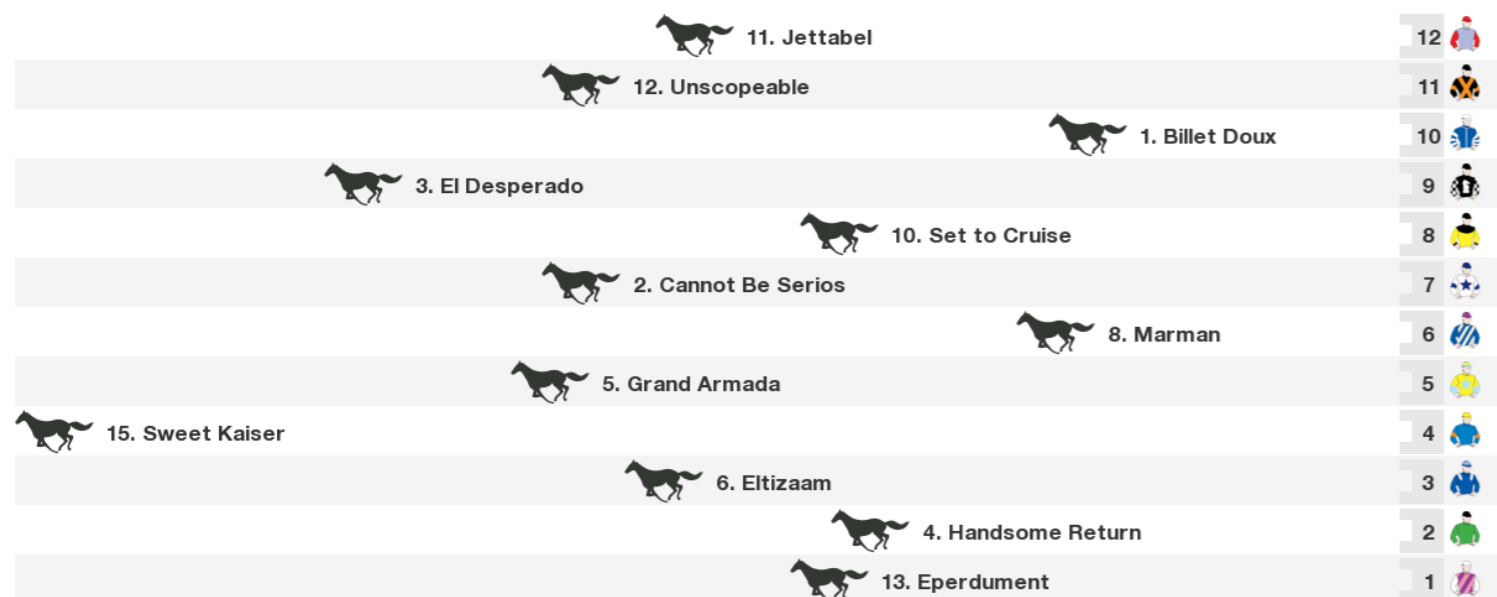 11. Jettabel 12
12. Unscopeable 11
1. Billet Doux 10
3. El Desperado 9
10. Set to Cruise 8
2. Cannot Be Serios 7
8. Marman 6
5. Grand Armada 5
15. Sweet Kaiser 4
6. Eltizaam 3
4. Handsome Return 2
13. Eperdument 1